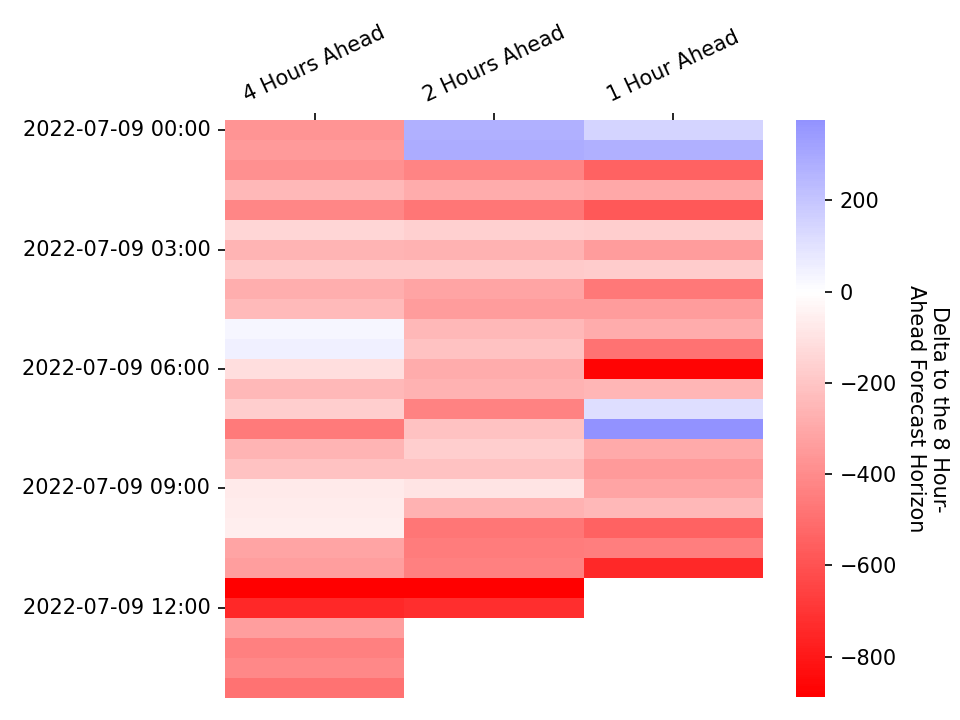 4 Hours Ahead
2 Hours Ahead
1 Hour Ahead
2022-07-09 00:00
2022-07-09 03:00
2022-07-09 06:00
2022-07-09 09:00
2022-07-09 12:00
200
0
−200
−400
−600
−800
Delta to the 8 Hour-
Ahead Forecast Horizon